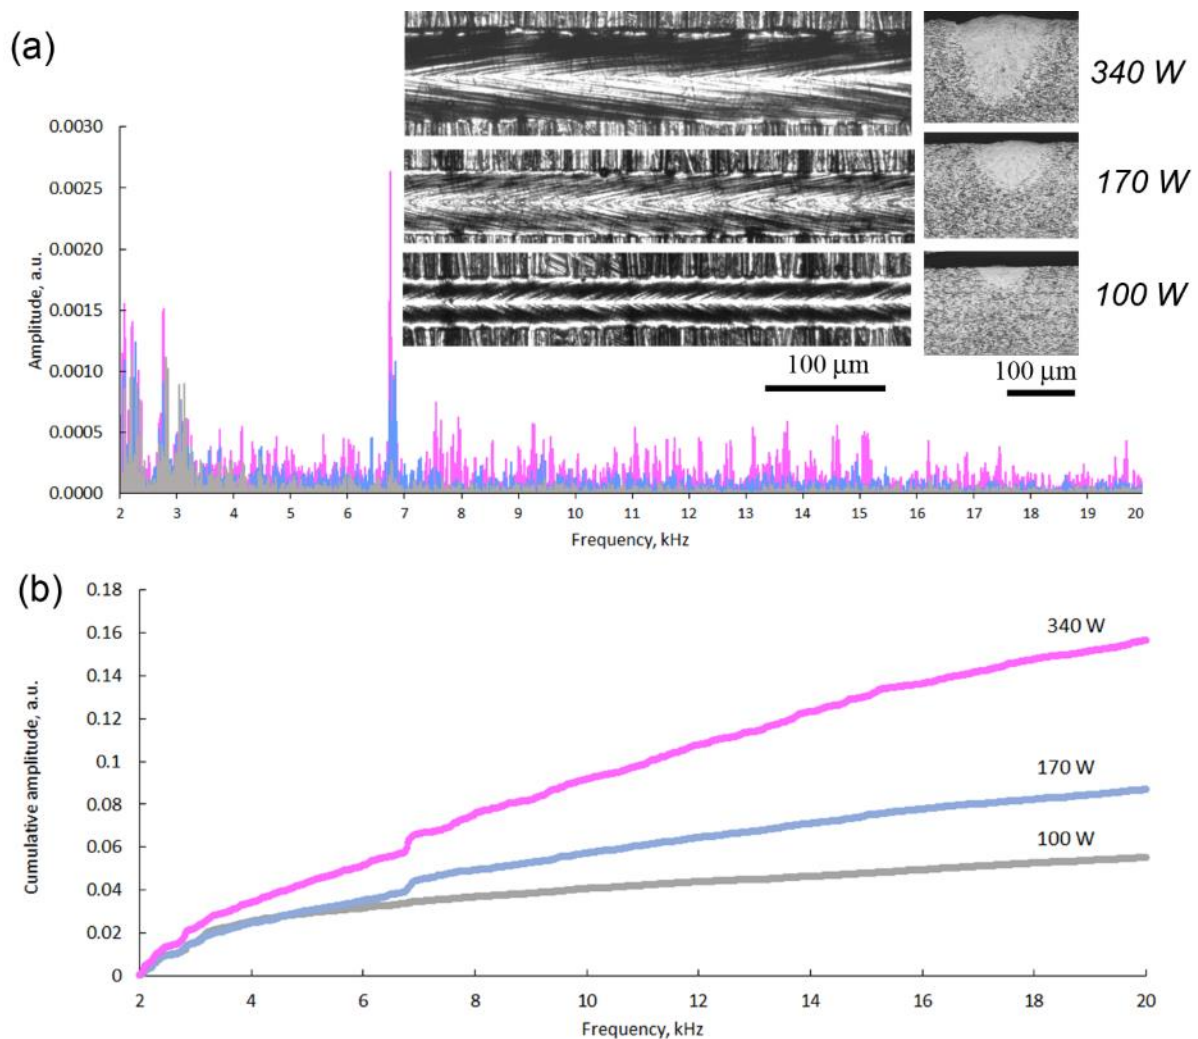 (a)
340 W
170 W
100 W
100 µm
100 µm
0.0030
0.0025
0.0020
0.0015
0.0010
0.0005
0.0000
Amplitude, a.u.
2 3 4 5 6 7 8 9 10 11 12 13 14 15 16 17 18 19 20
Frequency, kHz
(b)
0.18
0.16
0.14
0.12
0.1
0.08
0.06
0.04
0.02
0
Cumulative amplitude, a.u.
340 W
170 W
100 W
2 4 6 8 10 12 14 16 18 20
Frequency, kHz